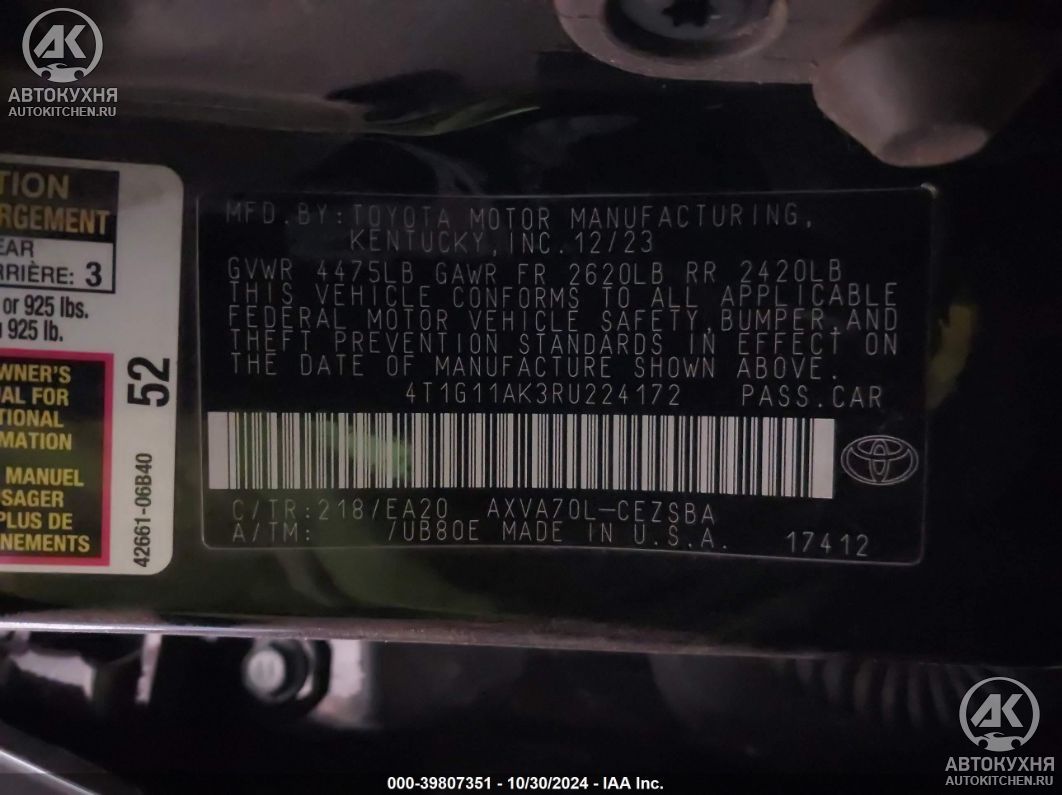 AK
АВТОКУХНЯ
AUTOKITCHEN.RU
TION
RGEMENT
EAR
RRIÈRE: 3
or 925 lbs.
925 lb.
WNER'S
AL FOR
TIONAL
MATION
MANUEL
SSAGER
PLUS DE
NEMENTS
52
42661-06B40
MFD. BY: TOYOTA MOTOR MANUFACTURING,
KENTUCKY, INC. 12/23
GVWR 4475LB GAWR FR 2620LB RR 2420LB
THIS VEHICLE CONFORMS TO ALL APPLICABLE
FEDERAL MOTOR VEHICLE SAFETY, BUMPER, AND
THEFT PREVENTION STANDARDS IN EFFECT ON
THE DATE OF MANUFACTURE SHOWN ABOVE.
4T1G11AK3RU224172 PASS.CAR
C/TR:218/EA20 AXVA70L-CEZSBA
A/TM: /UB80E MADE IN U.S.A. 17412
AK
АВТОКУХНЯ
AUTOKITCHEN.RU
000-39807351 - 10/30/2024 - IAA Inc.